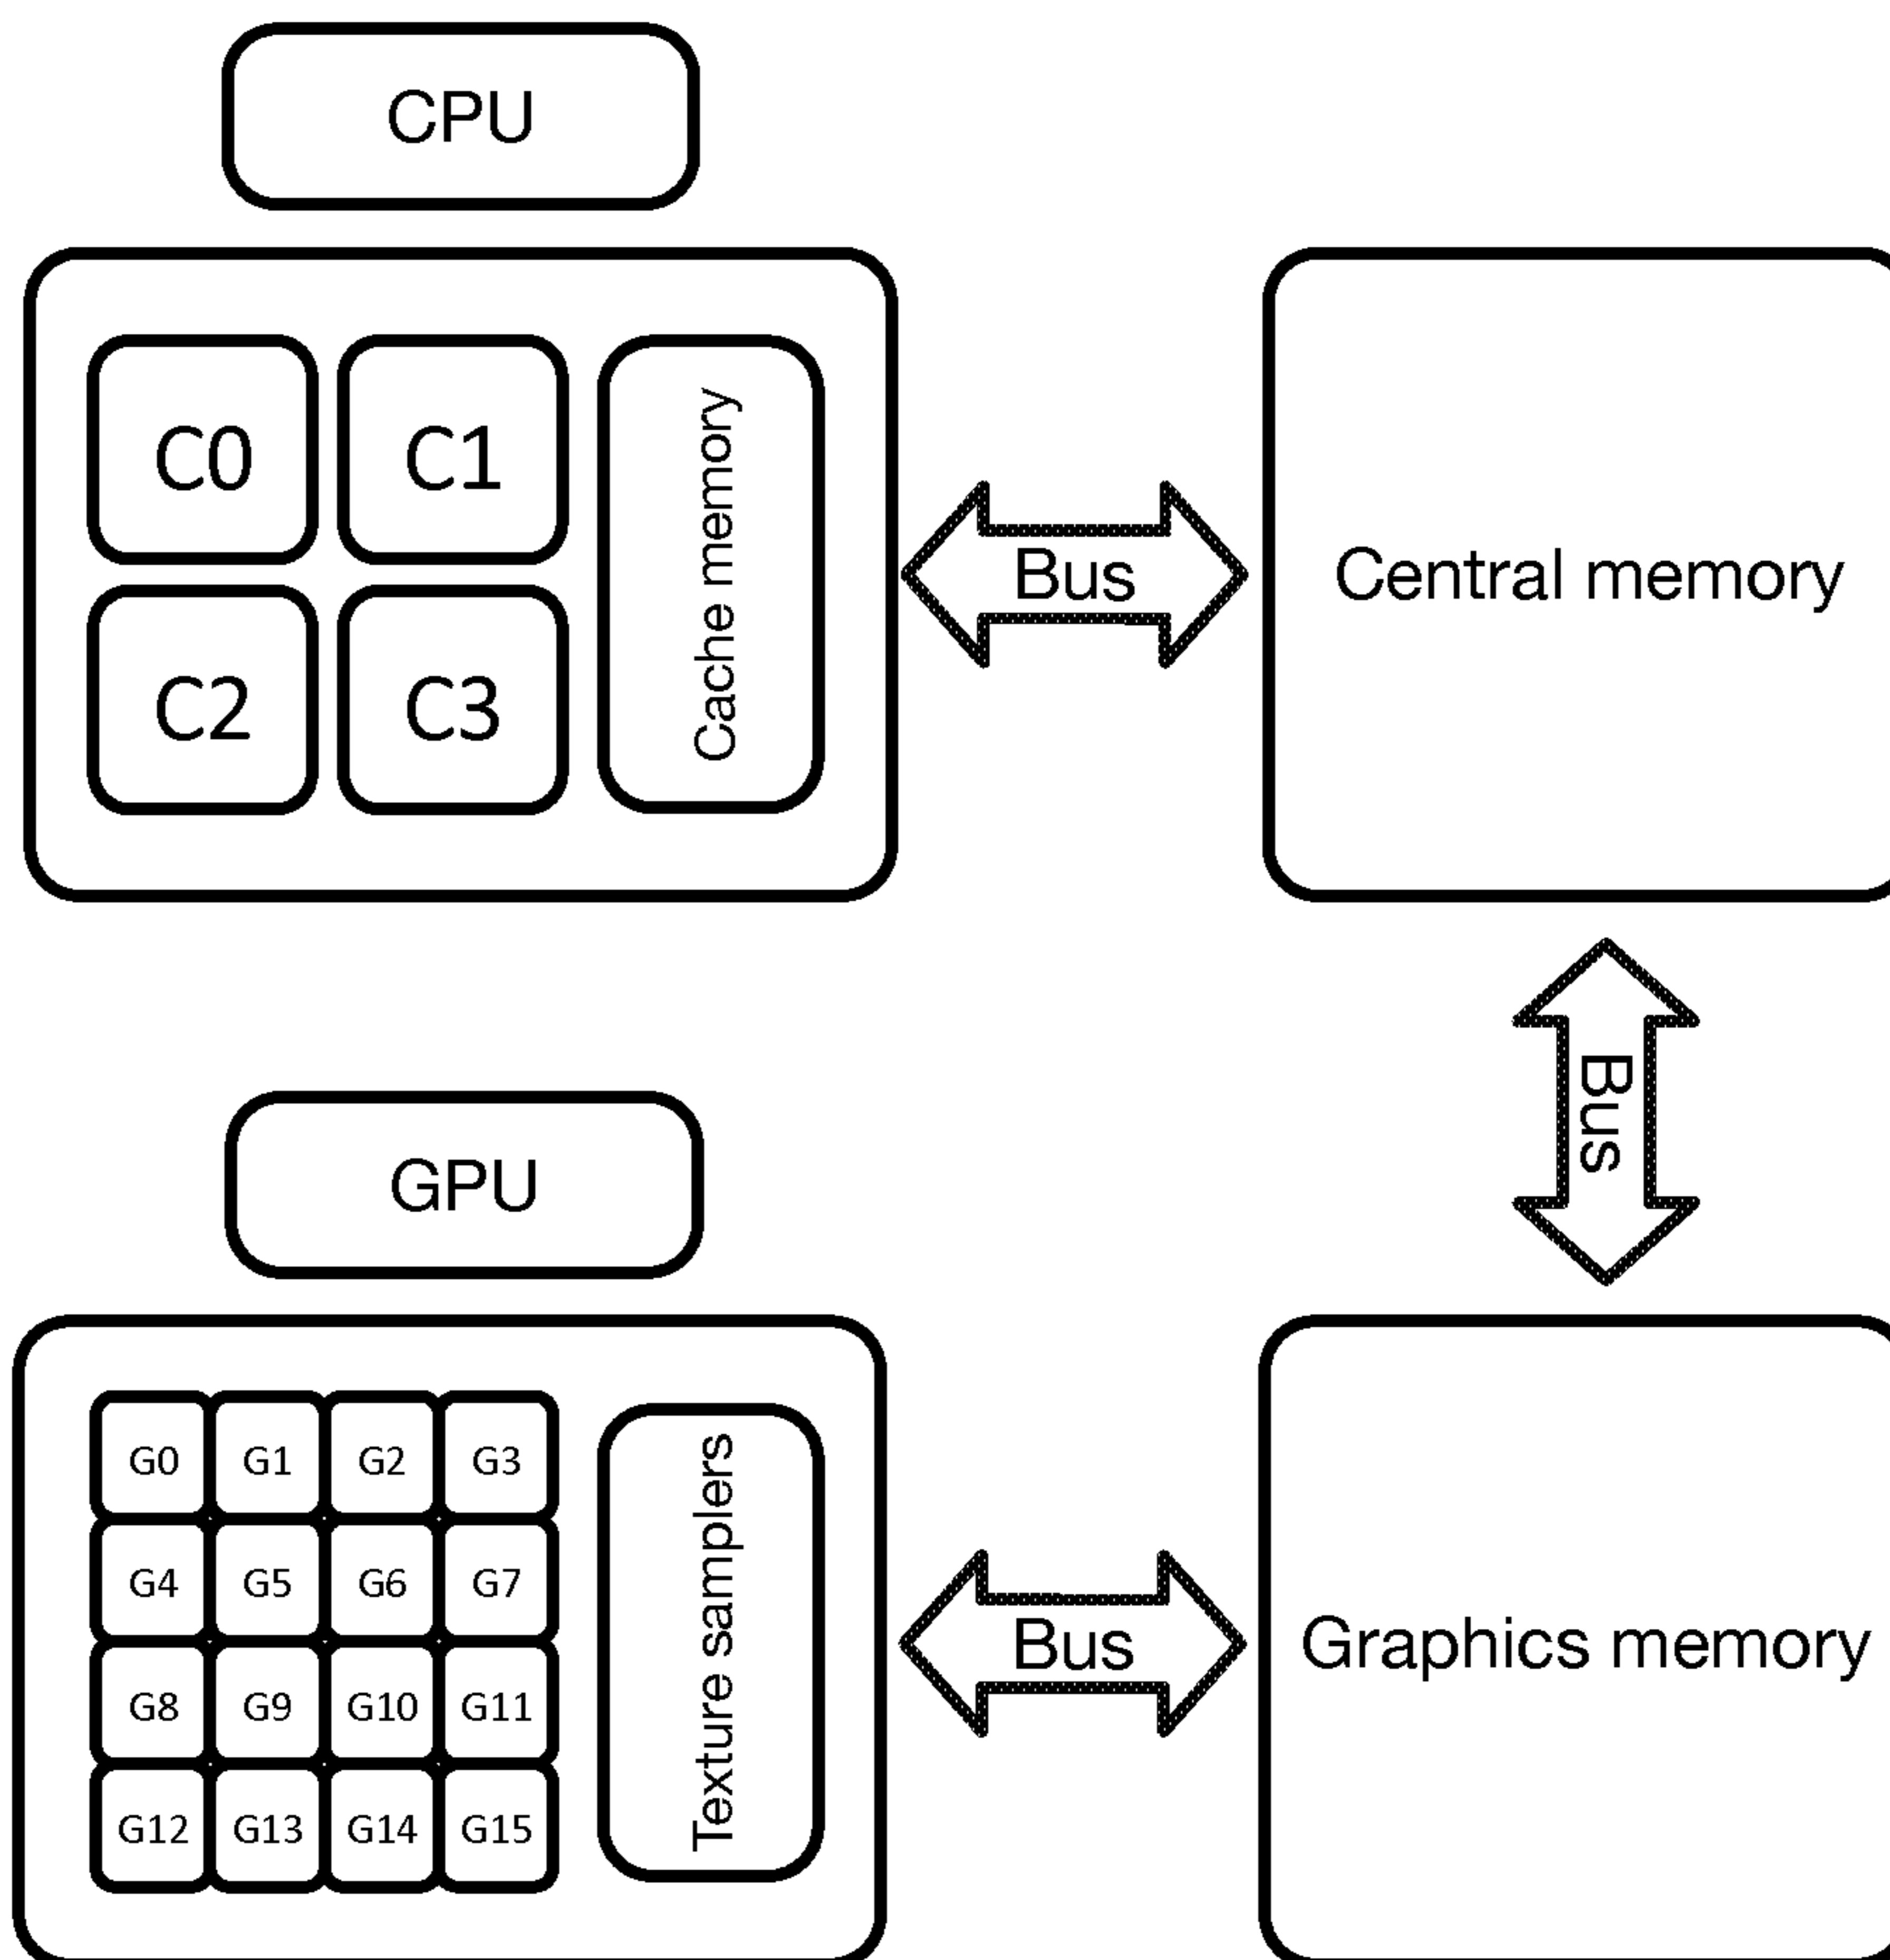 CPU
C0
C1
C2
C3
Cache memory
Bus
Central memory
Bus
GPU
G0
G1
G2
G3
G4
G5
G6
G7
G8
G9
G10
G11
G12
G13
G14
G15
Texture samplers
Bus
Graphics memory